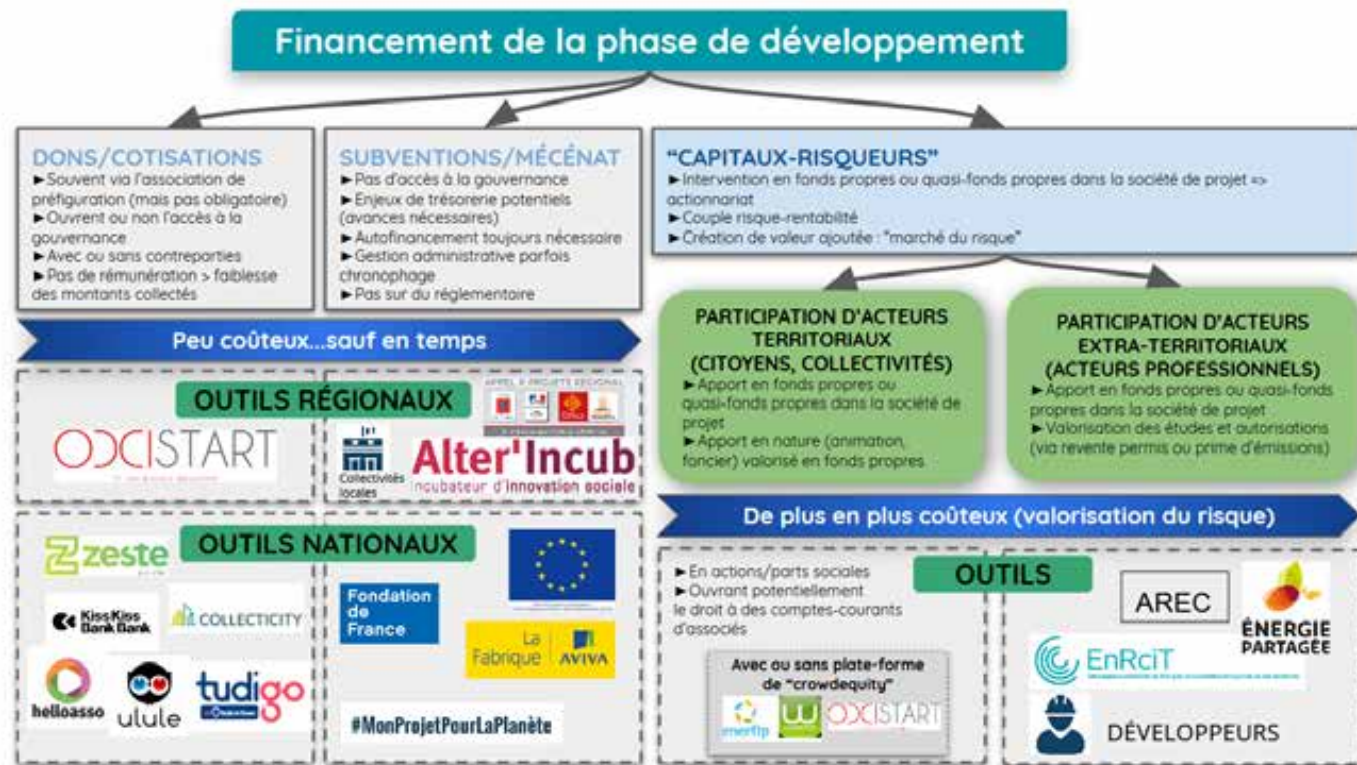 Financement de la phase de développement
DONS/COTISATIONS
►Souvent via l'association de
préfiguration (mais pas obligatoire)
►Ouvrent ou non l'accès à la
gouvernance
►Avec ou sans contreparties
►Pas de rémunération > faiblesse
des montants collectés
SUBVENTIONS/MÉCÉNAT
►Pas d'accès à la gouvernance
►Enjeux de trésorerie potentiels
(avances nécessaires)
►Autofinancement toujours nécessaire
►Gestion administrative parfois
chronophage
►Pas sur du réglementaire
"CAPITAUX-RISQUEURS"
►Intervention en fonds propres ou quasi-fonds propres dans la société de projet =>
actionnariat
►Couple risque-rentabilité
►Création de valeur ajoutée : "marché du risque"
PARTICIPATION D'ACTEURS
TERRITORIAUX
(CITOYENS, COLLECTIVITÉS)
►Apport en fonds propres ou
quasi-fonds propres dans la société de
projet
►Apport en nature (animation,
foncier) valorisé en fonds propres
PARTICIPATION D'ACTEURS
EXTRA-TERRITORIAUX
(ACTEURS PROFESSIONNELS)
►Apport en fonds propres ou quasi-fonds
propres dans la société de projet
►Valorisation des études et autorisations
(via revente permis ou prime d'émissions)
Peu coûteux...sauf en temps
OUTILS RÉGIONAUX
APPEL À PROJETS RÉGIONAL
COCISTART
Collectivités
locales
Alter'Incub
incubateur d'innovation sociale
OUTILS NATIONAUX
zeste
KissKiss
BankBank
COLLECTICITY
helloasso
ulule
tudigo
Fondation
de
France
La
Fabrique
AVIVA
#MonProjetPourLaPlanète
De plus en plus coûteux (valorisation du risque)
OUTILS
►En actions/parts sociales
►Ouvrant potentiellement
le droit à des comptes-courants
d'associés
Avec ou sans plate-forme
de "crowdequity"
enerfip
COCISTART
AREC
ÉNERGIE
PARTAGÉE
EnRciT
DÉVELOPPEURS